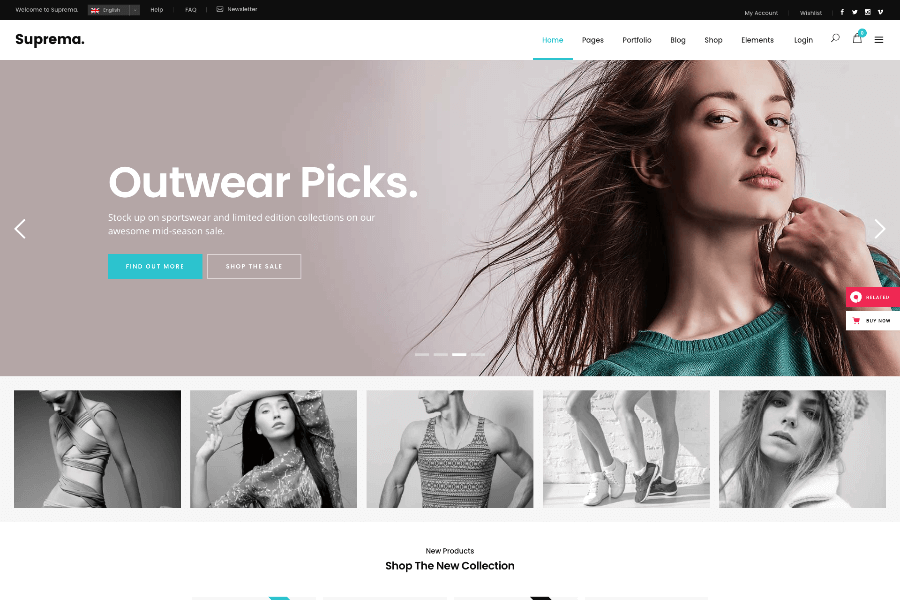 Welcome to Suprema.
English
Help
FAQ
Newsletter
My Account
Wishlist
Suprema.
Home
Pages
Portfolio
Blog
Shop
Elements
Login
0
Outwear Picks.
Stock up on sportswear and limited edition collections on our
awesome mid-season sale.
FIND OUT MORE
SHOP THE SALE
RELATED
BUY NOW
New Products
Shop The New Collection